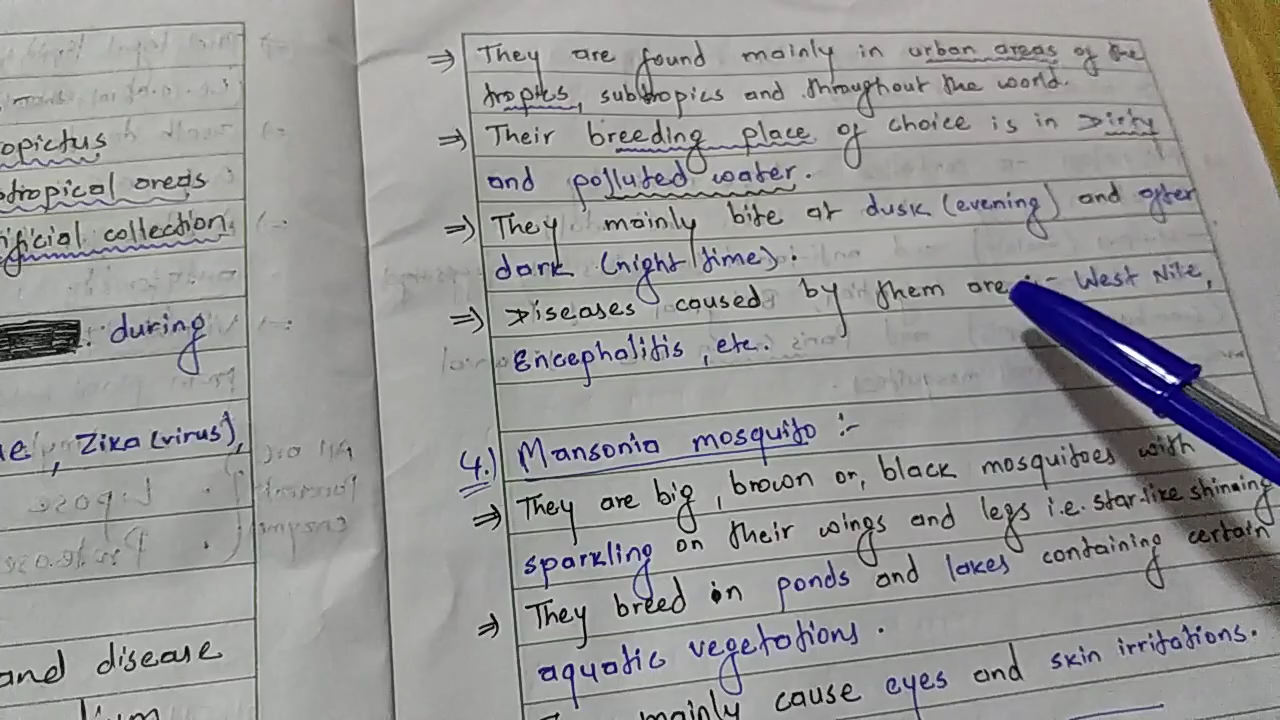 opictus
tropical areas
ificial collection
during
, Zika (virus),
and disease
They are found mainly in urban areas of the
tropics, subtropics and throughout the world.
Their breeding place of choice is in Dirty
and polluted water.
They mainly bite at dusk (evening) and after
dark (night time).
Diseases caused by them are :- West Nile,
Encephalitis, etc.
4.) Mansonia mosquito :-
They are big, brown or, black mosquitoes with
sparkling on their wings and legs i.e. star-like shinning
They breed in ponds and lakes containing certain
aquatic vegetations.
mainly cause eyes and skin irritations.